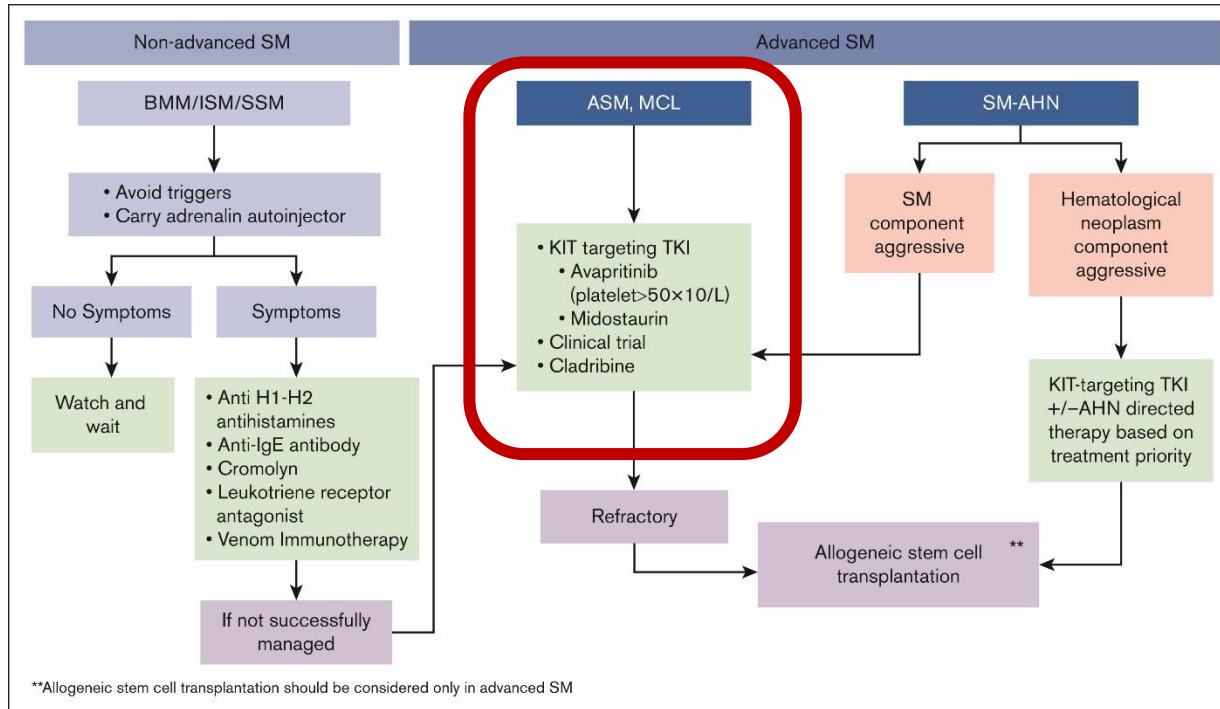 Non-advanced SM
Advanced SM
BMM/ISM/SSM
• Avoid triggers
• Carry adrenalin autoinjector
No Symptoms
Symptoms
Watch and
wait
• Anti H1-H2
antihistamines
• Anti-IgE antibody
• Cromolyn
• Leukotriene receptor
antagonist
• Venom Immunotherapy
If not successfully
managed
ASM, MCL
• KIT targeting TKI
• Avapritinib
(platelet>50×10/L)
• Midostaurin
• Clinical trial
• Cladribine
Refractory
SM-AHN
SM
component
aggressive
Hematological
neoplasm
component
aggressive
KIT-targeting TKI
+/−AHN directed
therapy based on
treatment priority
Allogeneic stem cell **
transplantation
**Allogeneic stem cell transplantation should be considered only in advanced SM